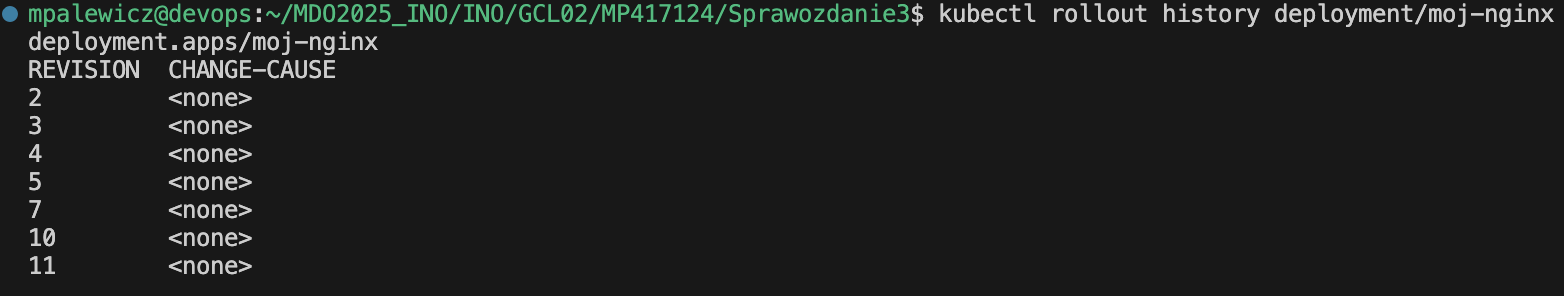 mpalewicz@devops:~/MDO2025_INO/INO/GCL02/MP417124/Sprawozdanie3$ kubectl rollout history deployment/moj-nginx
deployment.apps/moj-nginx
REVISION  CHANGE-CAUSE
2         <none>
3         <none>
4         <none>
5         <none>
7         <none>
10        <none>
11        <none>